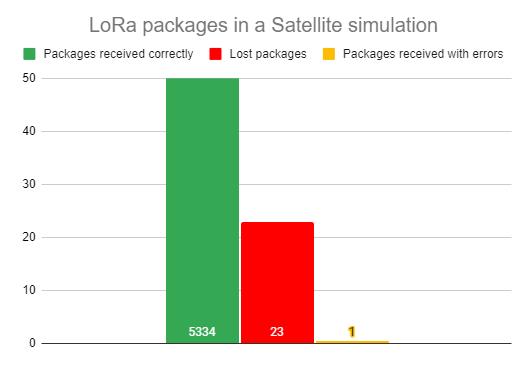 LoRa packages in a Satellite simulation
Packages received correctly Lost packages Packages received with errors
50
40
30
20
10
0
5334 23 1